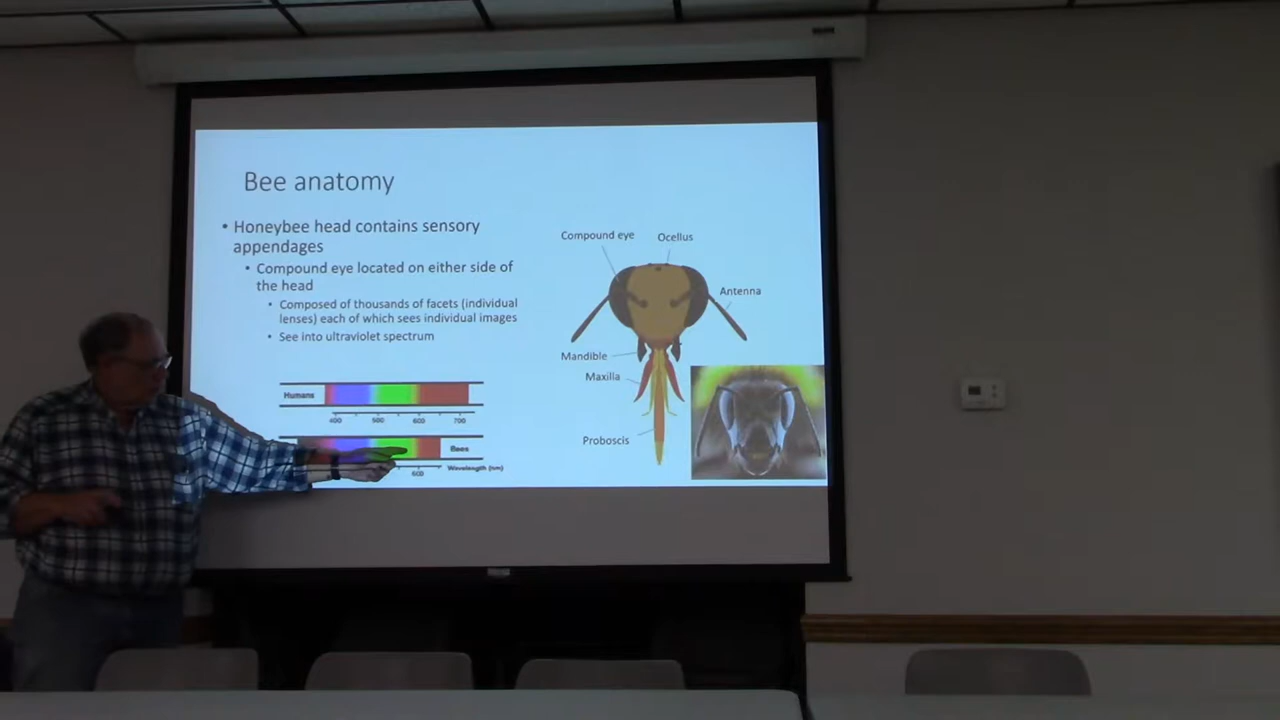 Bee anatomy
• Honeybee head contains sensory
appendages
• Compound eye located on either side of
the head
• Composed of thousands of facets (individual
lenses) each of which sees individual images
• See into ultraviolet spectrum
Humans
400 500 600 700
Bees
600 Wavelength (nm)
Compound eye
Ocellus
Antenna
Mandible
Maxilla
Proboscis